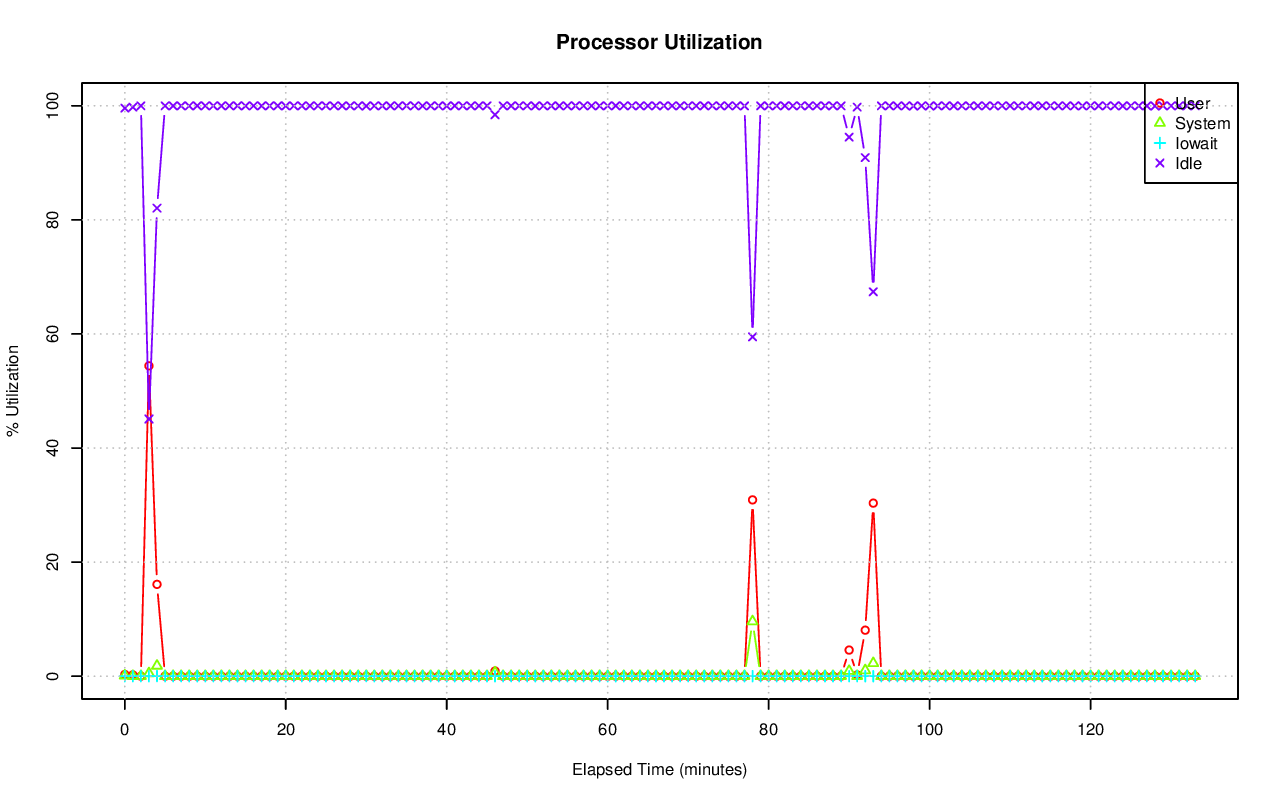 Processor Utilization
User
System
Iowait
Idle
% Utilization
100
80
60
40
20
0
0 20 40 60 80 100 120
Elapsed Time (minutes)